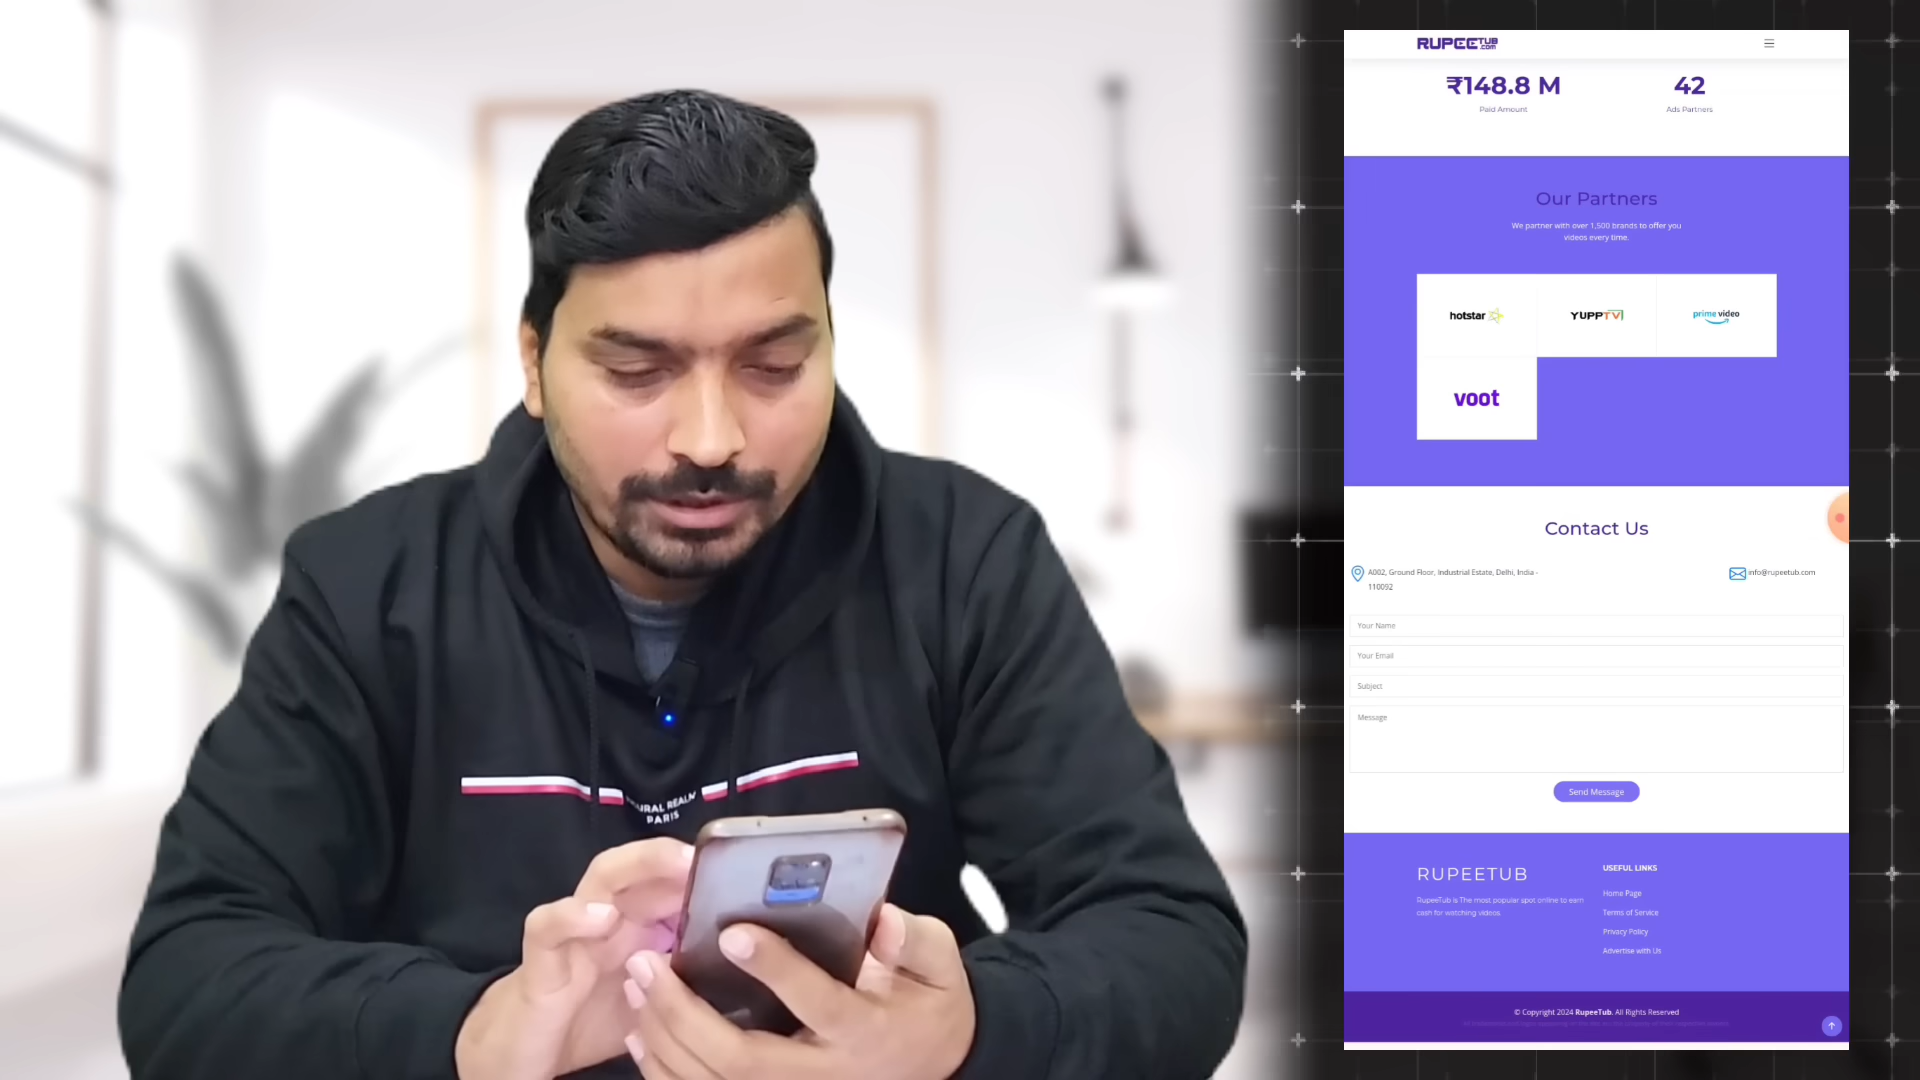 RUPEETUB.COM
₹148.8 M
42
Paid Amount
Ads Partners
Our Partners
We partner with over 1,500 brands to offer you
videos every time.
hotstar
YUPPTV
prime video
voot
Contact Us
A002, Ground Floor, Industrial Estate, Delhi, India -
110092
info@rupeetub.com
Your Name
Your Email
Subject
Message
Send Message
RUPEETUB
RupeeTub is The most popular spot online to earn
cash for watching videos.
USEFUL LINKS
Home Page
Terms of Service
Privacy Policy
Advertise with Us
© Copyright 2024 RupeeTub. All Rights Reserved
URAL REALM
PARIS